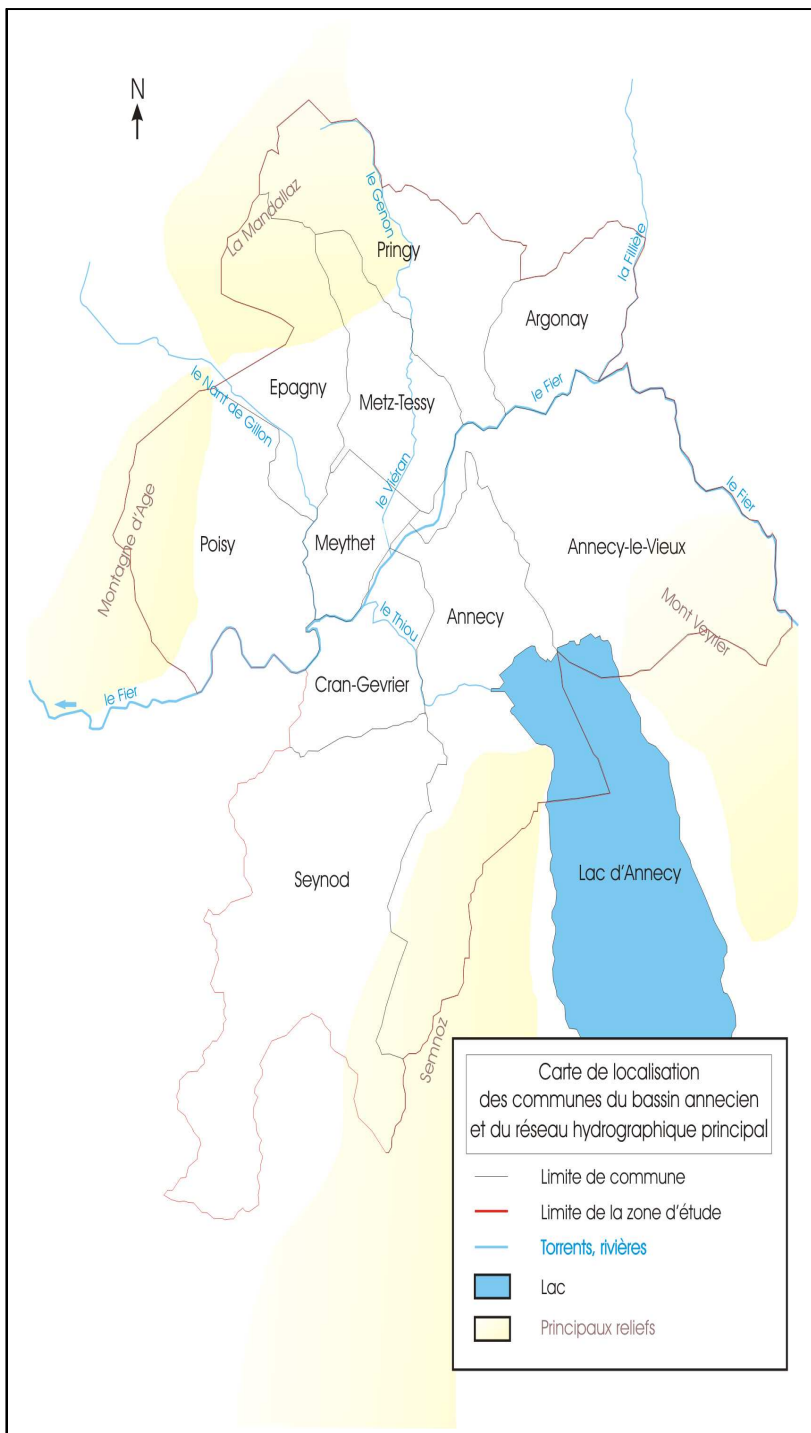 N
La Mandallaz
le Genon
Pringy
la Fillière
Argonay
le Fier
le Nant de Gillon
Epagny
Metz-Tessy
le Viéran
le Fier
Montagne d'Age
Poisy
Meythet
Annecy-le-Vieux
Annecy
le Thiou
Mont Veyrier
Cran-Gevrier
le Fier
Seynod
Lac d'Annecy
Semnoz
Carte de localisation
des communes du bassin annecien
et du réseau hydrographique principal
Limite de commune
Limite de la zone d'étude
Torrents, rivières
Lac
Principaux reliefs